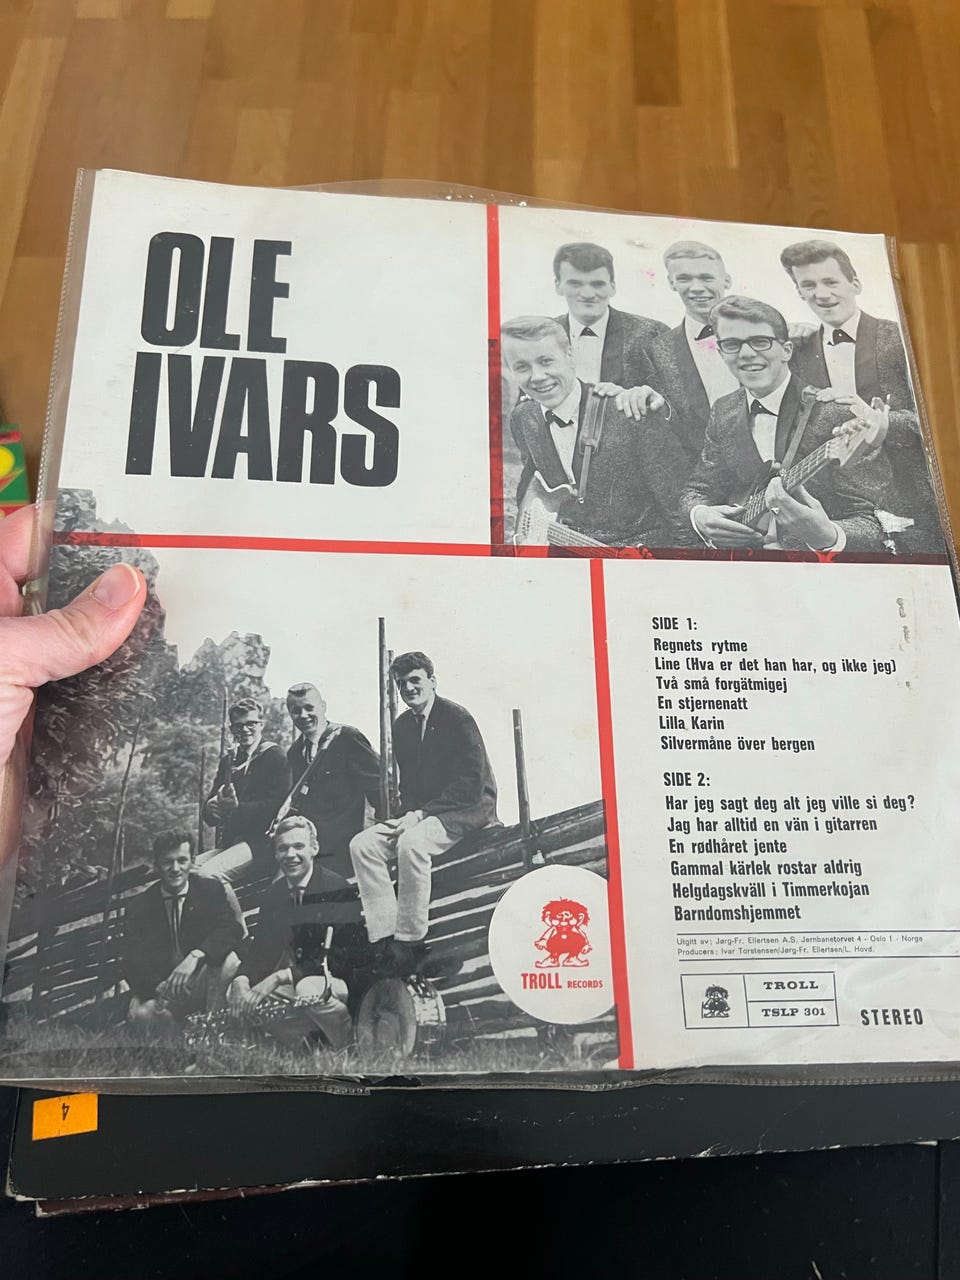 OLE
IVARS
SIDE 1:
Regnets rytme
Line (Hva er det han har, og ikke jeg)
Två små forgätmigej
En stjernenatt
Lilla Karin
Silvermåne över bergen
SIDE 2:
Har jeg sagt deg alt jeg ville si deg?
Jag har alltid en vän i gitarren
En rødhåret jente
Gammal kärlek rostar aldrig
Helgdagskväll i Timmerkojan
Barndomshjemmet
Utgitt av; Jørg-Fr. Ellertsen A.S, Jernbanetorvet 4 - Oslo 1 - Norge
Producers; Ivar Torstensen/Jørg-Fr. Ellertsen/L. Hovd.
TROLL
TSLP 301
STEREO
TROLL RECORDS
4